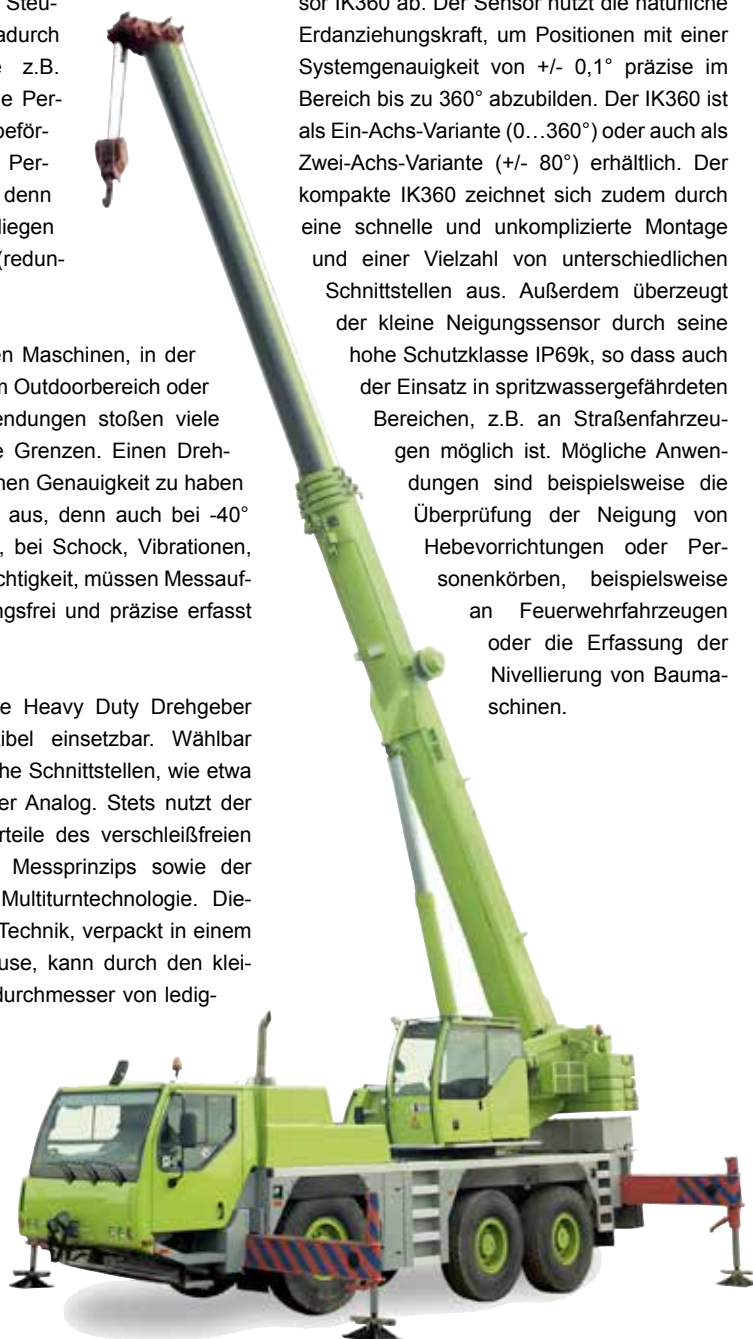 Steu-
adurch
e z.B.
e Per-
beför-
Per-
denn
liegen
(redun-
en Maschinen, in der
m Outdoorbereich oder
endungen stoßen viele
e Grenzen. Einen Dreh-
hen Genauigkeit zu haben
aus, denn auch bei -40°
, bei Schock, Vibrationen,
chtigkeit, müssen Messauf-
ngsfrei und präzise erfasst
e Heavy Duty Drehgeber
xibel einsetzbar. Wählbar
he Schnittstellen, wie etwa
er Analog. Stets nutzt der
rteile des verschleißfreien
Messprinzips sowie der
Multiturntechnologie. Die-
Technik, verpackt in einem
use, kann durch den klei-
durchmesser von ledig-
sor IK360 ab. Der Sensor nutzt die natürliche
Erdanziehungskraft, um Positionen mit einer
Systemgenauigkeit von +/- 0,1° präzise im
Bereich bis zu 360° abzubilden. Der IK360 ist
als Ein-Achs-Variante (0…360°) oder auch als
Zwei-Achs-Variante (+/- 80°) erhältlich. Der
kompakte IK360 zeichnet sich zudem durch
eine schnelle und unkomplizierte Montage
und einer Vielzahl von unterschiedlichen
Schnittstellen aus. Außerdem überzeugt
der kleine Neigungssensor durch seine
hohe Schutzklasse IP69k, so dass auch
der Einsatz in spritzwassergefährdeten
Bereichen, z.B. an Straßenfahrzeu-
gen möglich ist. Mögliche Anwen-
dungen sind beispielsweise die
Überprüfung der Neigung von
Hebevorrichtungen oder Per-
sonenkörben, beispielsweise
an Feuerwehrfahrzeugen
oder die Erfassung der
Nivellierung von Bauma-
schinen.